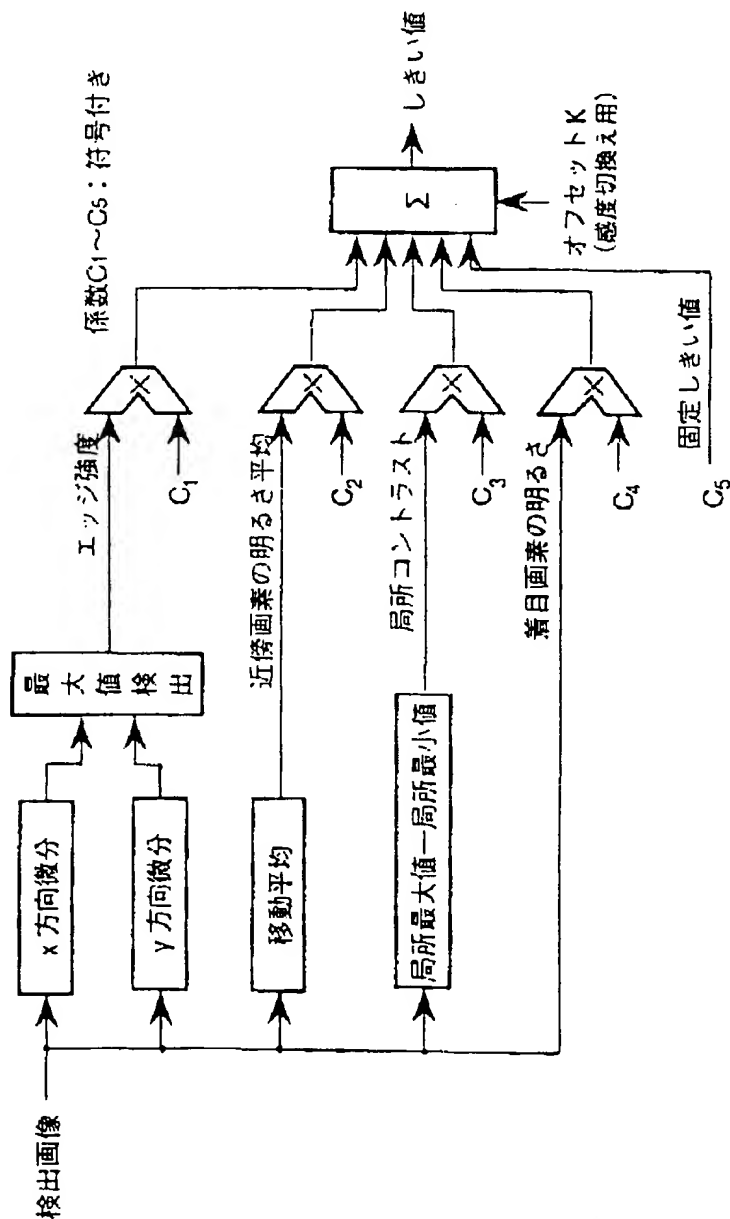 検出画像
x方向微分
y方向微分
最大値検出
エッジ強度
C1
×
係数C1~C5：符号付き
移動平均
近傍画素の明るさ平均
C2
×
局所最大値ー局所最小値
局所コントラスト
C3
×
着目画素の明るさ
C4
×
固定しきい値
C5
Σ
しきい値
オフセットK
(感度切換え用)